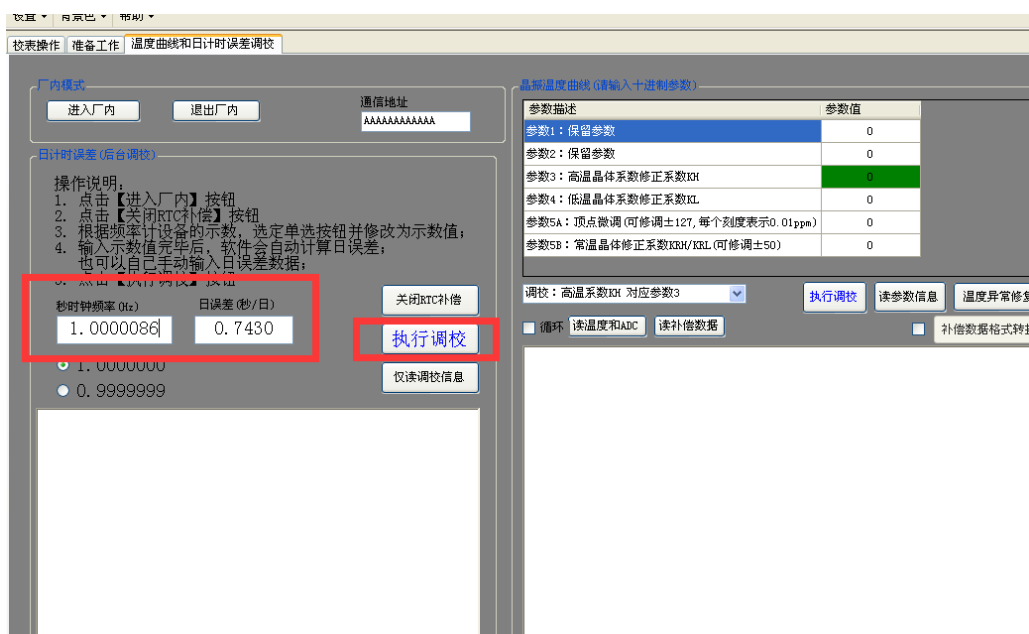 设置 背景色 帮助
校表操作 准备工作 温度曲线和日计时误差调校
厂内模式
进入厂内 退出厂内
通信地址
AAAAAAAAAAAA
日计时误差(后台调校)
操作说明:
1. 点击【进入厂内】按钮
2. 点击【关闭RTC补偿】按钮
3. 根据频率计设备的示数, 选定单选按钮并修改为示数值;
4. 输入示数值完毕后, 软件会自动计算日误差;
也可以自己手动输入日误差数据;
5. 点击【执行调校】按钮
秒时钟频率(Hz) 日误差(秒/日)
1.0000086 0.7430
关闭RTC补偿
执行调校
仅读调校信息
1.0000000
0.9999999
晶振温度曲线(请输入十进制参数)
参数描述 参数值
参数1:保留参数 0
参数2:保留参数 0
参数3:高温晶体系数修正系数KH 0
参数4:低温晶体系数修正系数KL 0
参数5A:顶点微调(可修调±127,每个刻度表示0.01ppm) 0
参数5B:常温晶体修正系数KRH/KRL(可修调±50) 0
调校:高温系数KH 对应参数3 执行调校 读参数信息 温度异常修复
循环 读温度和ADC 读补偿数据 补偿数据格式转